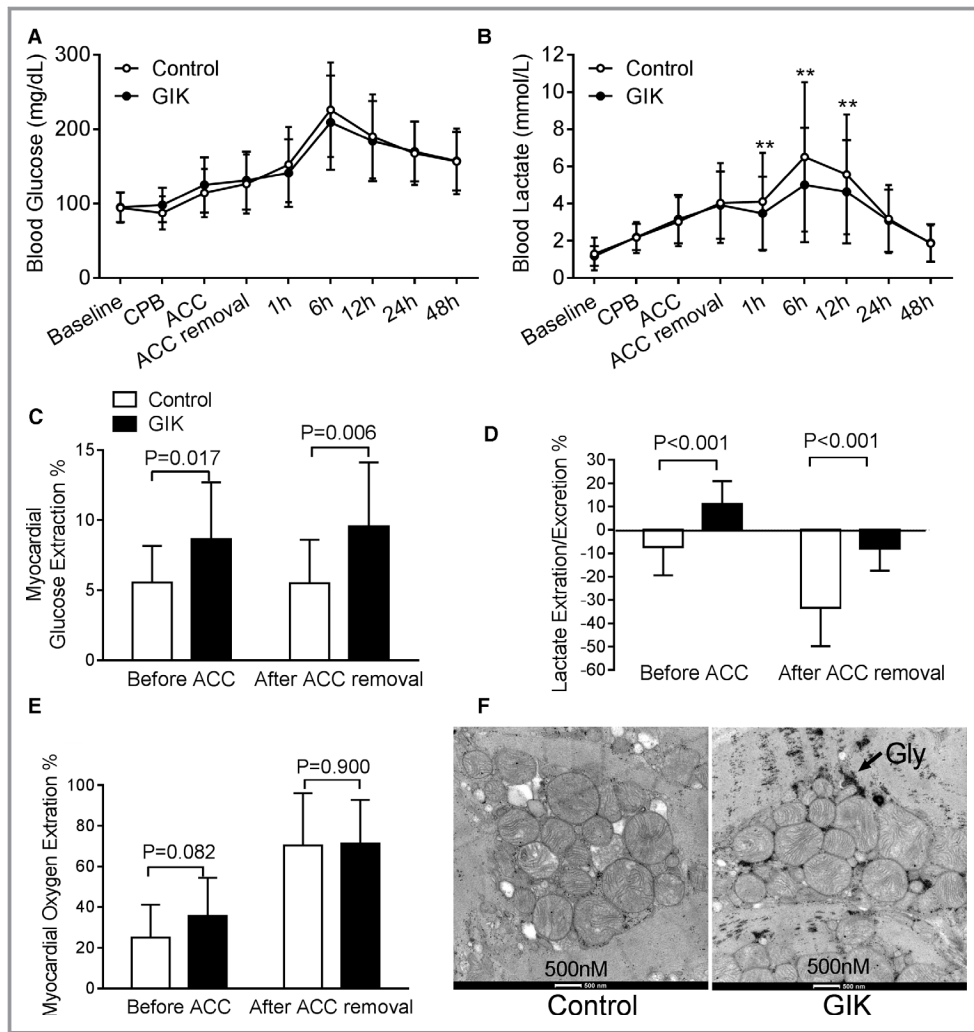 A
Blood Glucose (mg/dL)
300
200
100
0
Control
GIK
Baseline
CPB
ACC
ACC removal
1h
6h
12h
24h
48h
B
Blood Lactate (mmol/L)
12
10
8
6
4
2
0
Control
GIK
**
**
**
Baseline
CPB
ACC
ACC removal
1h
6h
12h
24h
48h
C
Control
GIK
Myocardial
Glucose Extraction %
15
10
5
0
P=0.017
P=0.006
Before ACC
After ACC removal
D
Lactate Extration/Excretion %
30
20
10
0
-10
-20
-30
-40
-50
-60
P<0.001
P<0.001
Before ACC
After ACC removal
E
Myocardial Oxygen Extration %
100
80
60
40
20
0
P=0.082
P=0.900
Before ACC
After ACC removal
F
Gly
500nM
500 nm
Control
500nM
500 nm
GIK